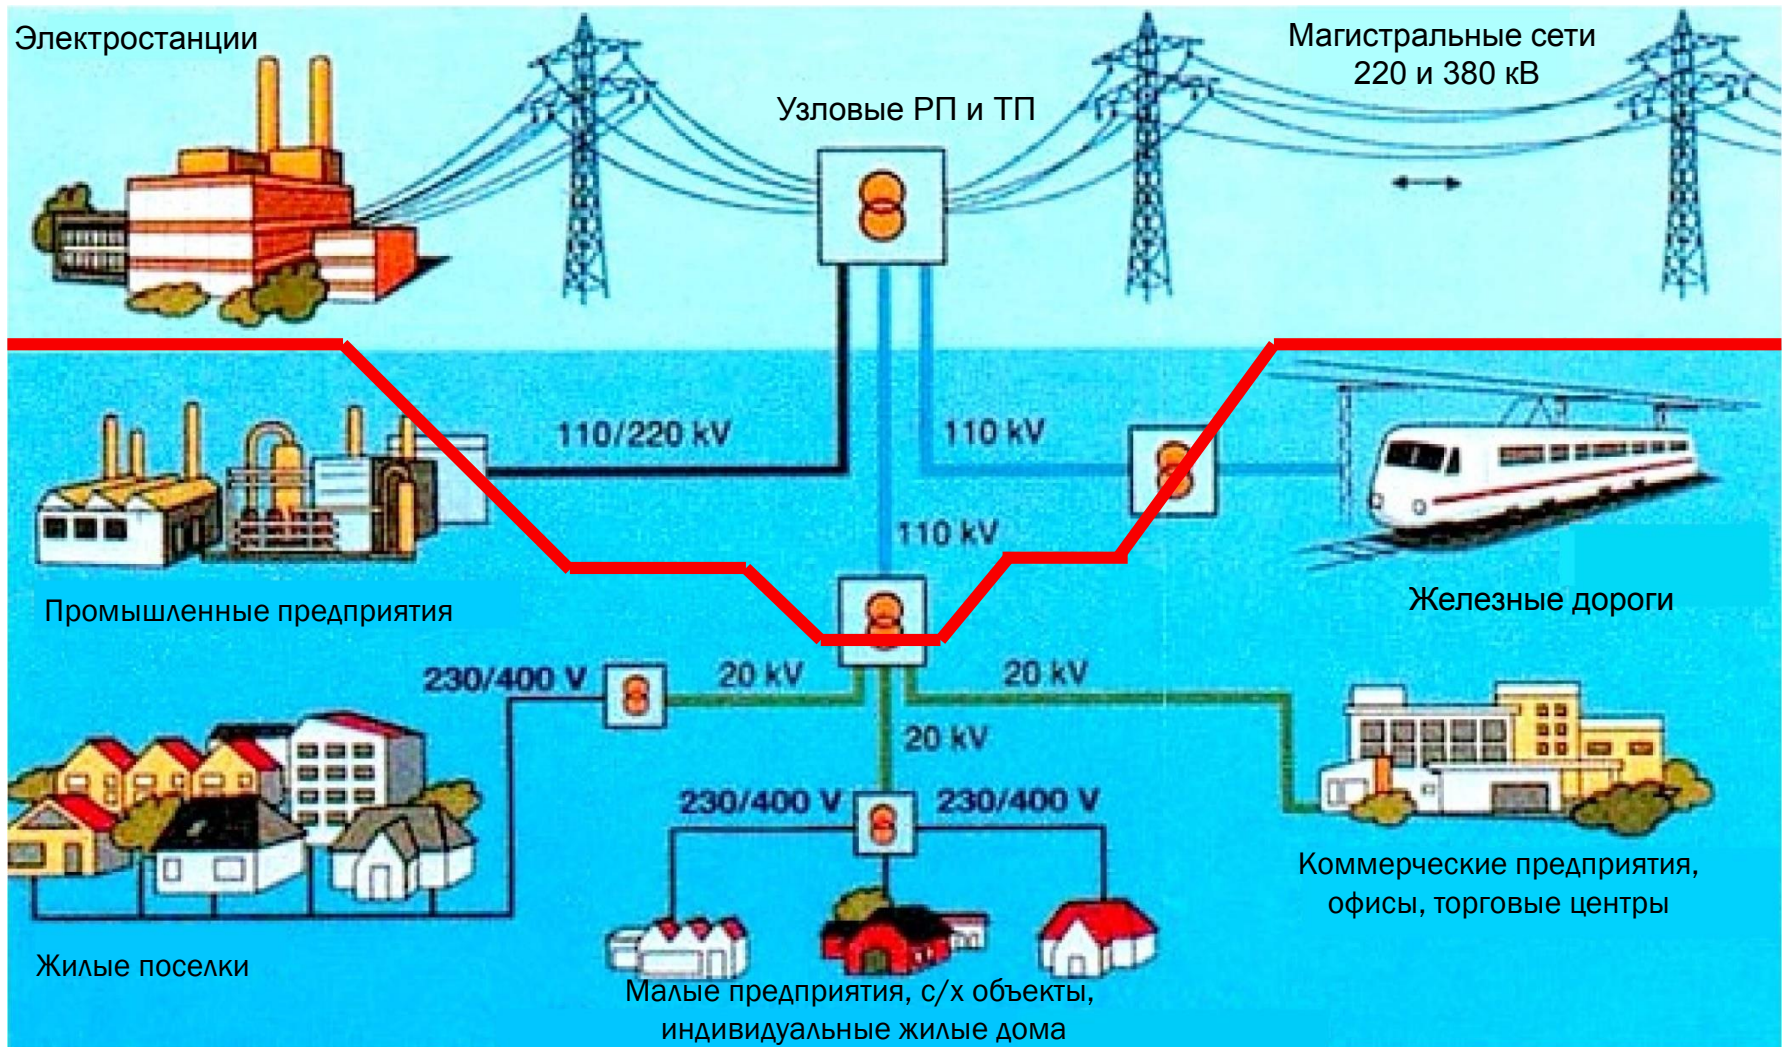 Электростанции
Магистральные сети
220 и 380 кВ
Узловые РП и ТП
110/220 kV
110 kV
110 kV
Промышленные предприятия
Железные дороги
230/400 V
20 kV
20 kV
20 kV
230/400 V
230/400 V
Коммерческие предприятия,
офисы, торговые центры
Жилые поселки
Малые предприятия, с/х объекты,
индивидуальные жилые дома